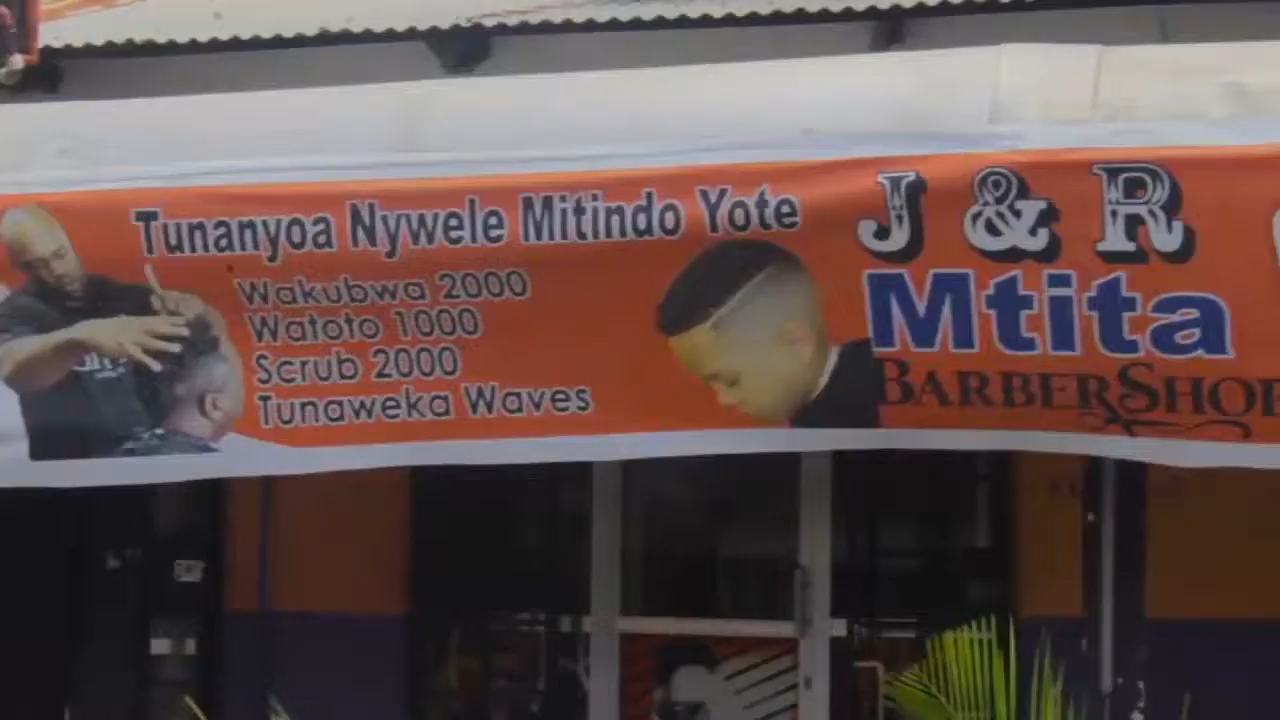 Tunanyoa Nywele Mitindo Yote
Wakubwa 2000
Watoto 1000
Scrub 2000
Tunaweka Waves
J & R
Mtita
BARBERSHOP